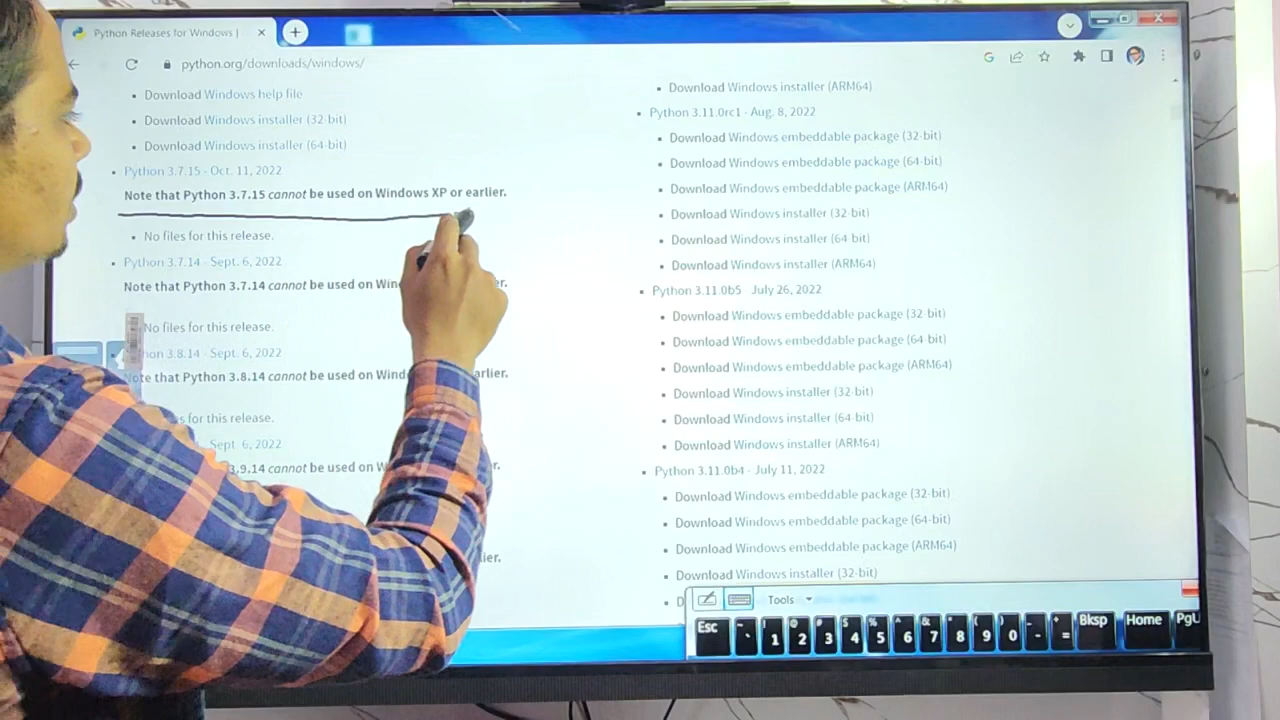 Python Releases for Windows |
python.org/downloads/windows/
Download Windows help file
Download Windows installer (32-bit)
Download Windows installer (64-bit)
Python 3.7.15 - Oct. 11, 2022
Note that Python 3.7.15 cannot be used on Windows XP or earlier.
No files for this release.
Python 3.7.14 - Sept. 6, 2022
Note that Python 3.7.14 cannot be used on Win er.
No files for this release.
hon 3.8.14 - Sept. 6, 2022
Note that Python 3.8.14 cannot be used on Wind arlier.
s for this release.
Sept. 6, 2022
3.9.14 cannot be used on W r.
lier.
Download Windows installer (ARM64)
Python 3.11.0rc1 - Aug. 8, 2022
Download Windows embeddable package (32-bit)
Download Windows embeddable package (64-bit)
Download Windows embeddable package (ARM64)
Download Windows installer (32-bit)
Download Windows installer (64-bit)
Download Windows installer (ARM64)
Python 3.11.0b5 - July 26, 2022
Download Windows embeddable package (32-bit)
Download Windows embeddable package (64-bit)
Download Windows embeddable package (ARM64)
Download Windows installer (32-bit)
Download Windows installer (64-bit)
Download Windows installer (ARM64)
Python 3.11.0b4 - July 11, 2022
Download Windows embeddable package (32-bit)
Download Windows embeddable package (64-bit)
Download Windows embeddable package (ARM64)
Download Windows installer (32-bit)
D
Tools
Esc ~ ` ! 1 @ 2 # 3 $ 4 % 5 ^ 6 & 7 * 8 ( 9 ) 0 _ - + = Bksp Home PgU